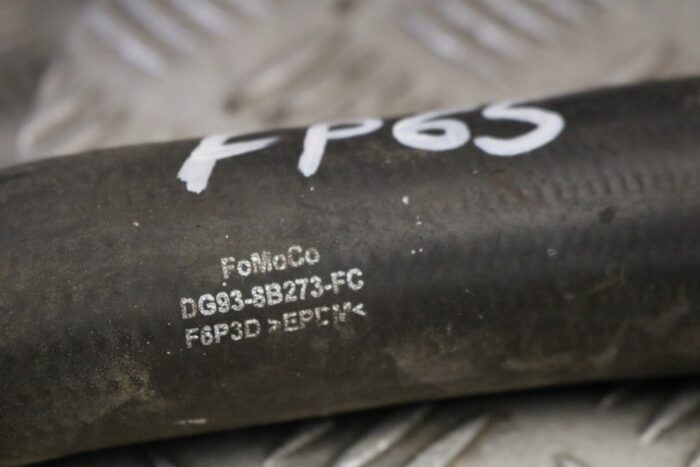 FP65
FoMoCo
DG93-8B273-FC
F6P3D >EPDM<